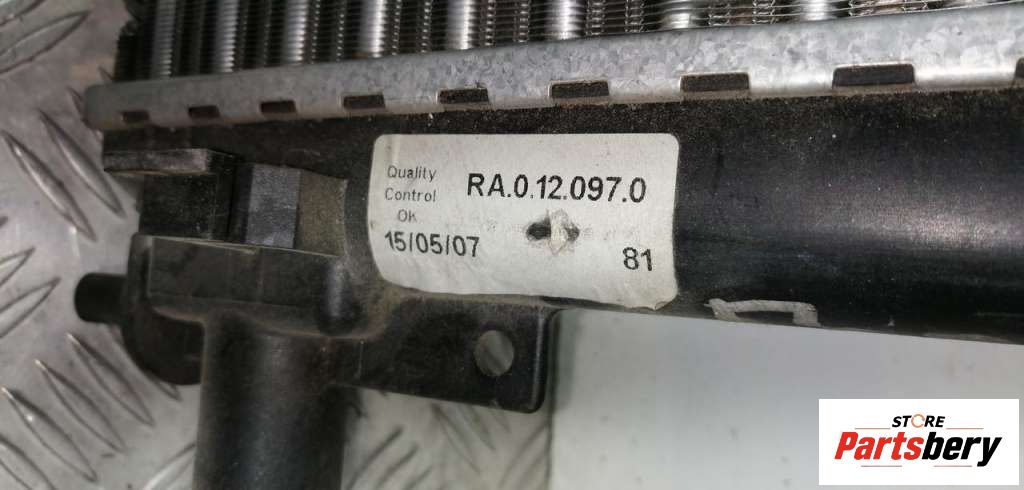 Quality
Control
OK
RA.0.12.097.0
15/05/07
81
STORE
Partsbery